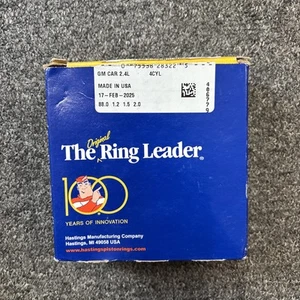 GM CAR 2.4L 4CYL
MADE IN USA
17-FEB-2025
88.0 1.2 1.5 2.0
The Original Ring Leader®
100
YEARS OF INNOVATION
Hastings Manufacturing Company
Hastings, MI 49058 USA
www.hastingspistonrings.com